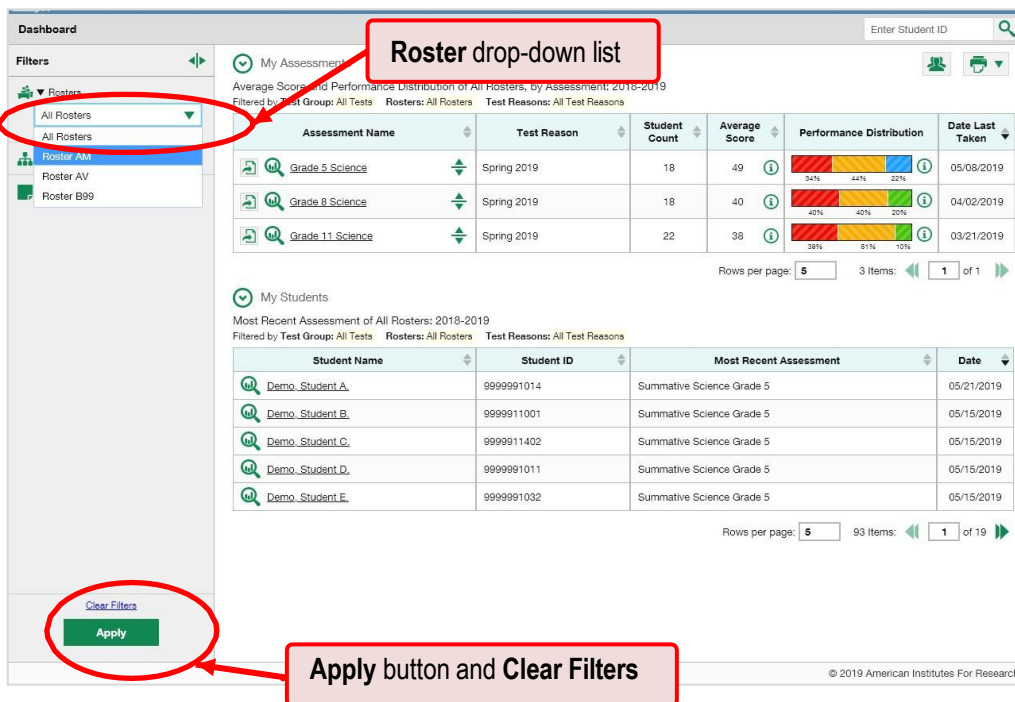 Dashboard
Enter Student ID
Filters
Roster drop-down list
My Assessments
Rosters
Average Score and Performance Distribution of All Rosters, by Assessment: 2018-2019
Filtered by Test Group: All Tests Rosters: All Rosters Test Reasons: All Test Reasons
All Rosters
All Rosters
Roster AM
Roster AV
Roster B99
Assessment Name Test Reason Student Count Average Score Performance Distribution Date Last Taken
Grade 5 Science Spring 2019 18 49 34% 44% 22% 05/08/2019
Grade 8 Science Spring 2019 18 40 40% 40% 20% 04/02/2019
Grade 11 Science Spring 2019 22 38 39% 51% 10% 03/21/2019
Rows per page: 5 3 Items: 1 of 1
My Students
Most Recent Assessment of All Rosters: 2018-2019
Filtered by Test Group: All Tests Rosters: All Rosters Test Reasons: All Test Reasons
Student Name Student ID Most Recent Assessment Date
Demo, Student A. 9999991014 Summative Science Grade 5 05/21/2019
Demo, Student B. 9999911001 Summative Science Grade 5 05/15/2019
Demo, Student C. 9999911402 Summative Science Grade 5 05/15/2019
Demo, Student D. 9999991011 Summative Science Grade 5 05/15/2019
Demo, Student E. 9999991032 Summative Science Grade 5 05/15/2019
Rows per page: 5 93 Items: 1 of 19
Clear Filters
Apply
Apply button and Clear Filters
© 2019 American Institutes For Research